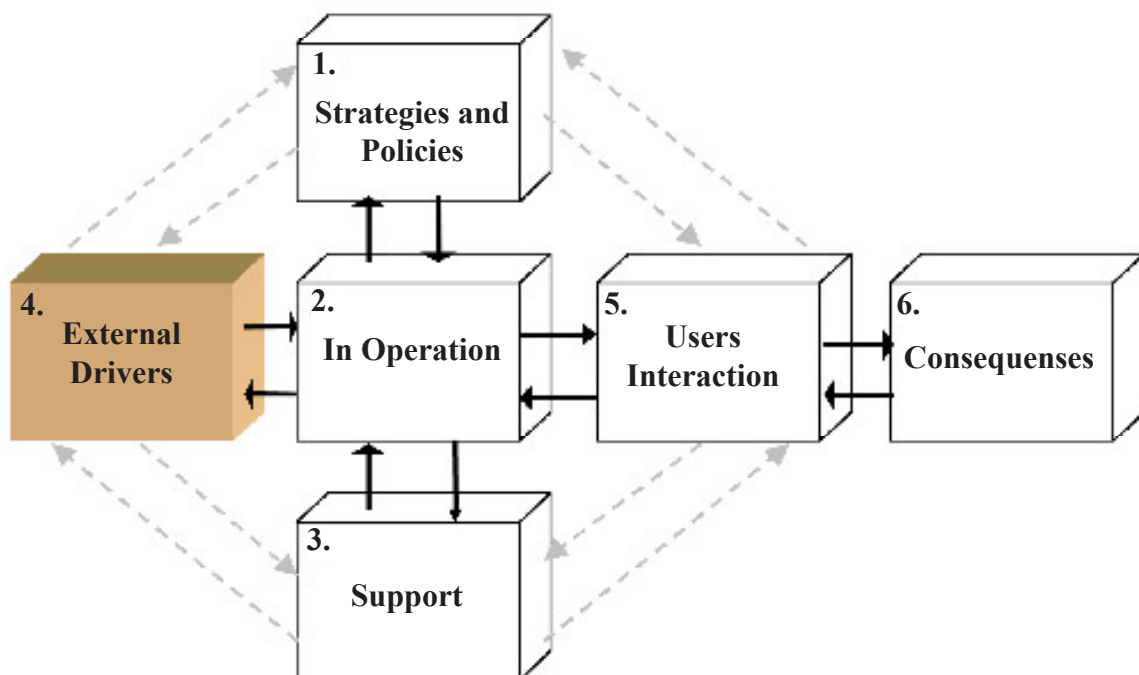 1.
Strategies and
Policies
4.
External
Drivers
2.
In Operation
5.
Users
Interaction
6.
Consequenses
3.
Support